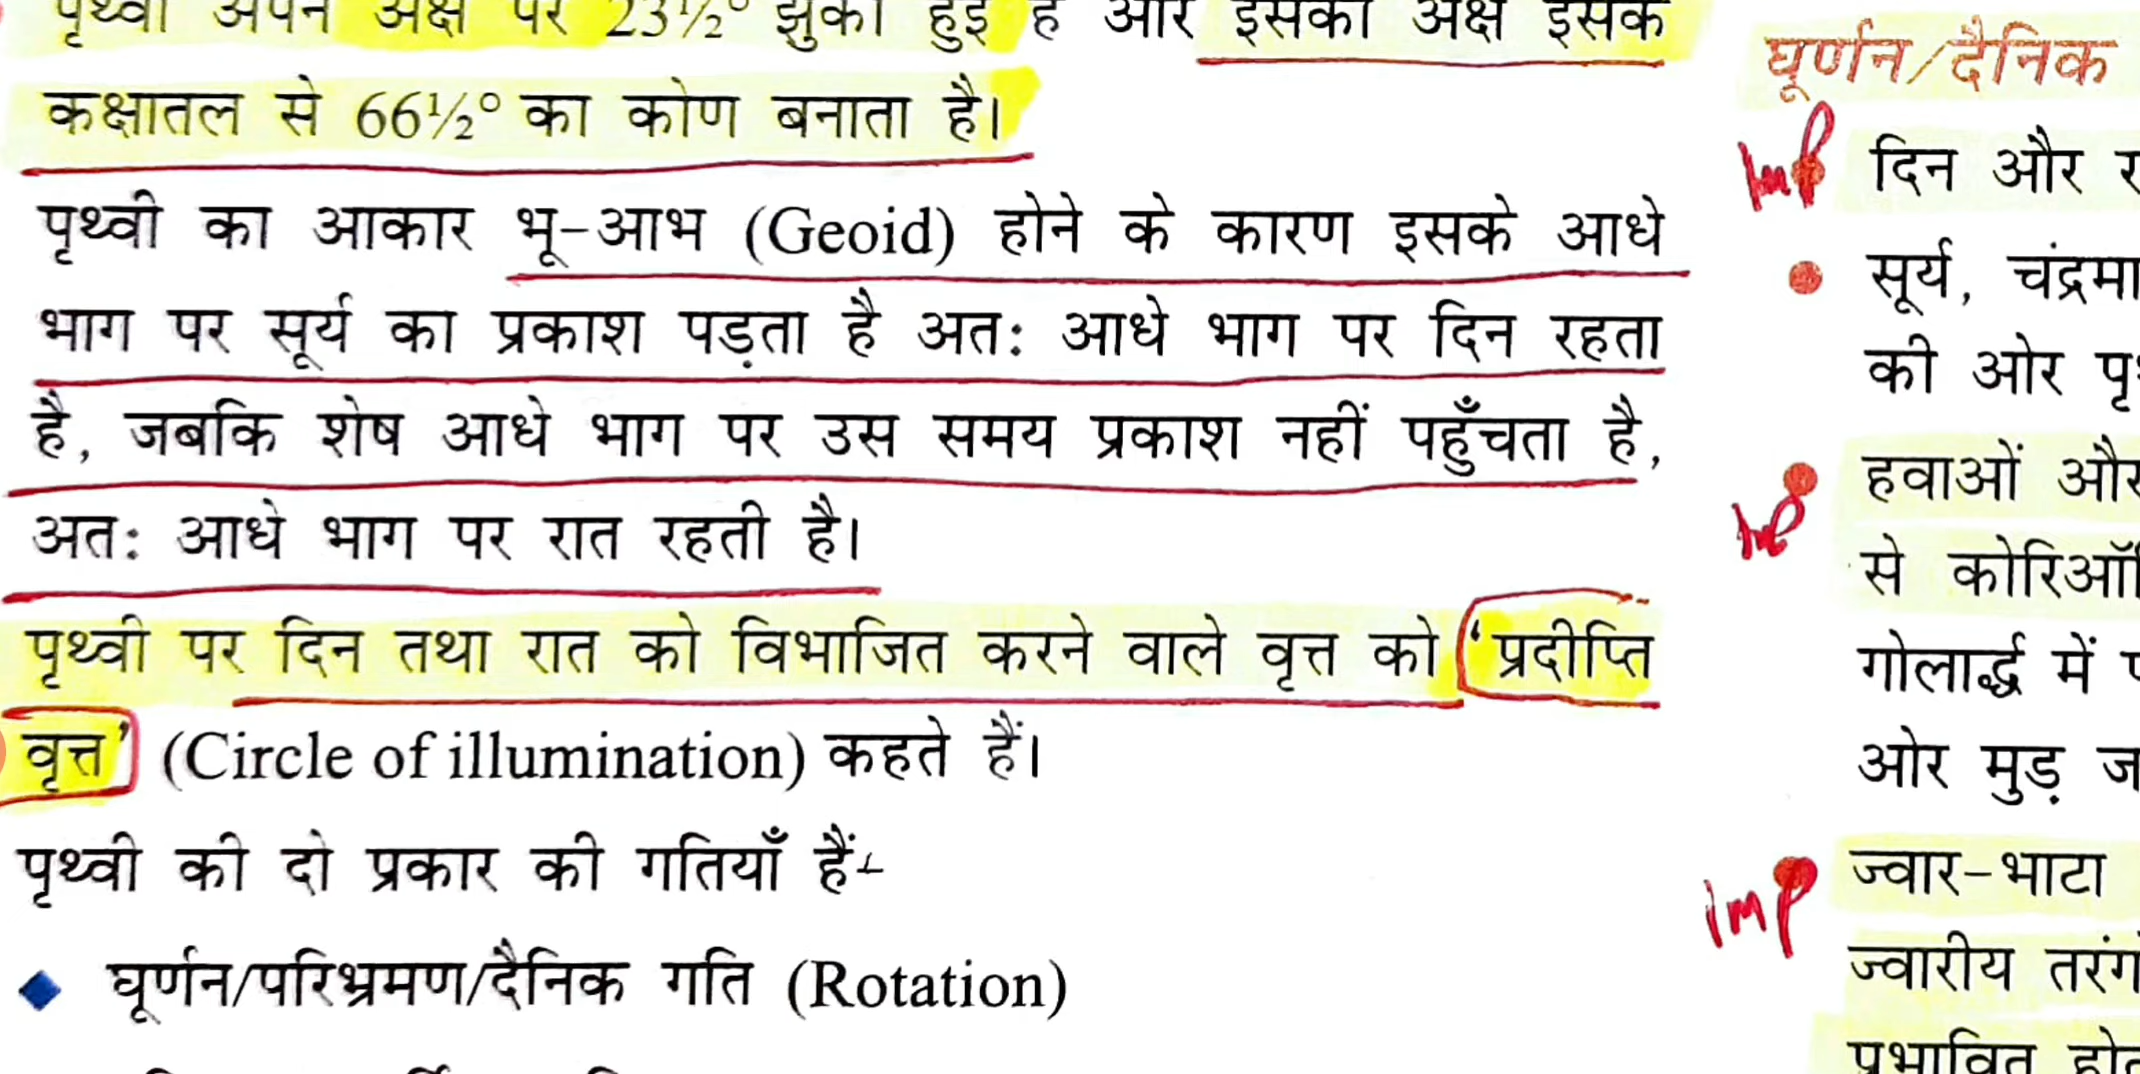 पृथ्वी अपने अक्ष पर 23½° झुकी हुई है और इसका अक्ष इसके
कक्षातल से 66½° का कोण बनाता है।
पृथ्वी का आकार भू-आभ (Geoid) होने के कारण इसके आधे
भाग पर सूर्य का प्रकाश पड़ता है अतः आधे भाग पर दिन रहता
है, जबकि शेष आधे भाग पर उस समय प्रकाश नहीं पहुँचता है,
अतः आधे भाग पर रात रहती है।
पृथ्वी पर दिन तथा रात को विभाजित करने वाले वृत्त को ‘प्रदीप्ति
वृत्त’ (Circle of illumination) कहते हैं।
पृथ्वी की दो प्रकार की गतियाँ हैं-
घूर्णन/परिभ्रमण/दैनिक गति (Rotation)
घूर्णन/दैनिक
Imp
दिन और
सूर्य, चंद्रमा
की ओर
हवाओं और
से
गोलार्द्ध में
ओर मुड़
imp
ज्वार-भाटा
ज्वारीय
प्रभावित